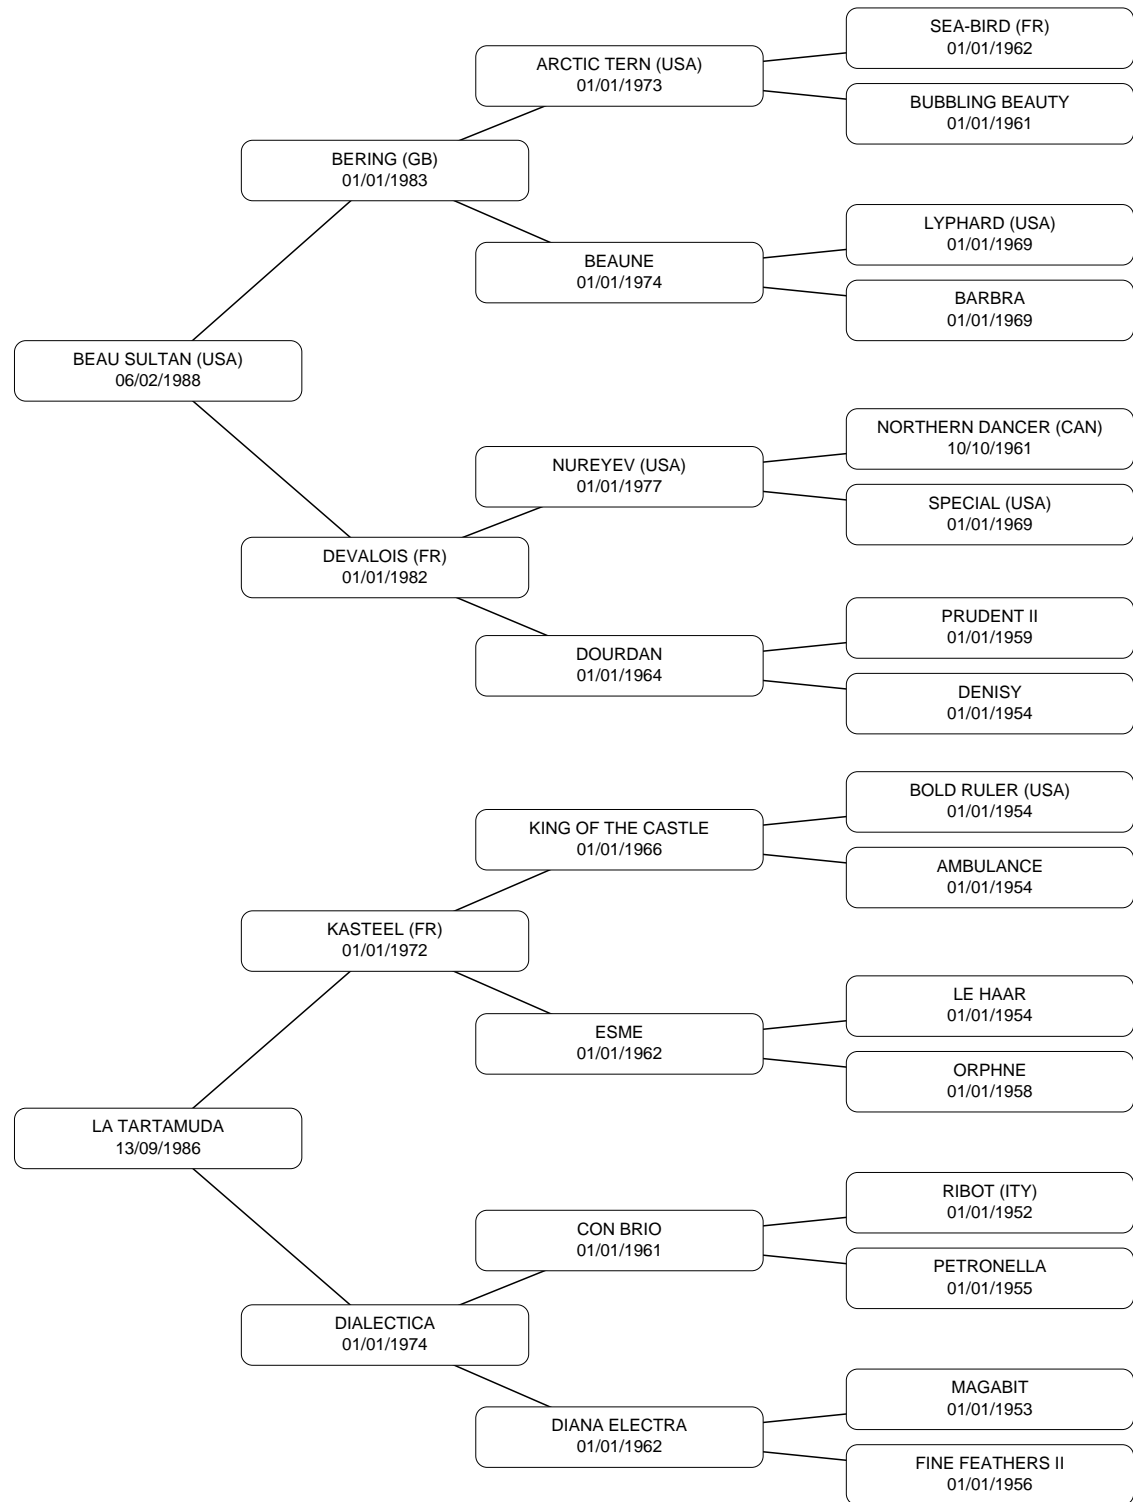 SEA-BIRD (FR)
01/01/1962
ARCTIC TERN (USA)
01/01/1973
BUBBLING BEAUTY
01/01/1961
BERING (GB)
01/01/1983
LYPHARD (USA)
01/01/1969
BEAUNE
01/01/1974
BARBRA
01/01/1969
BEAU SULTAN (USA)
06/02/1988
NORTHERN DANCER (CAN)
10/10/1961
NUREYEV (USA)
01/01/1977
SPECIAL (USA)
01/01/1969
DEVALOIS (FR)
01/01/1982
PRUDENT II
01/01/1959
DOURDAN
01/01/1964
DENISY
01/01/1954
BOLD RULER (USA)
01/01/1954
KING OF THE CASTLE
01/01/1966
AMBULANCE
01/01/1954
KASTEEL (FR)
01/01/1972
LE HAAR
01/01/1954
ESME
01/01/1962
ORPHNE
01/01/1958
LA TARTAMUDA
13/09/1986
RIBOT (ITY)
01/01/1952
CON BRIO
01/01/1961
PETRONELLA
01/01/1955
DIALECTICA
01/01/1974
MAGABIT
01/01/1953
DIANA ELECTRA
01/01/1962
FINE FEATHERS II
01/01/1956